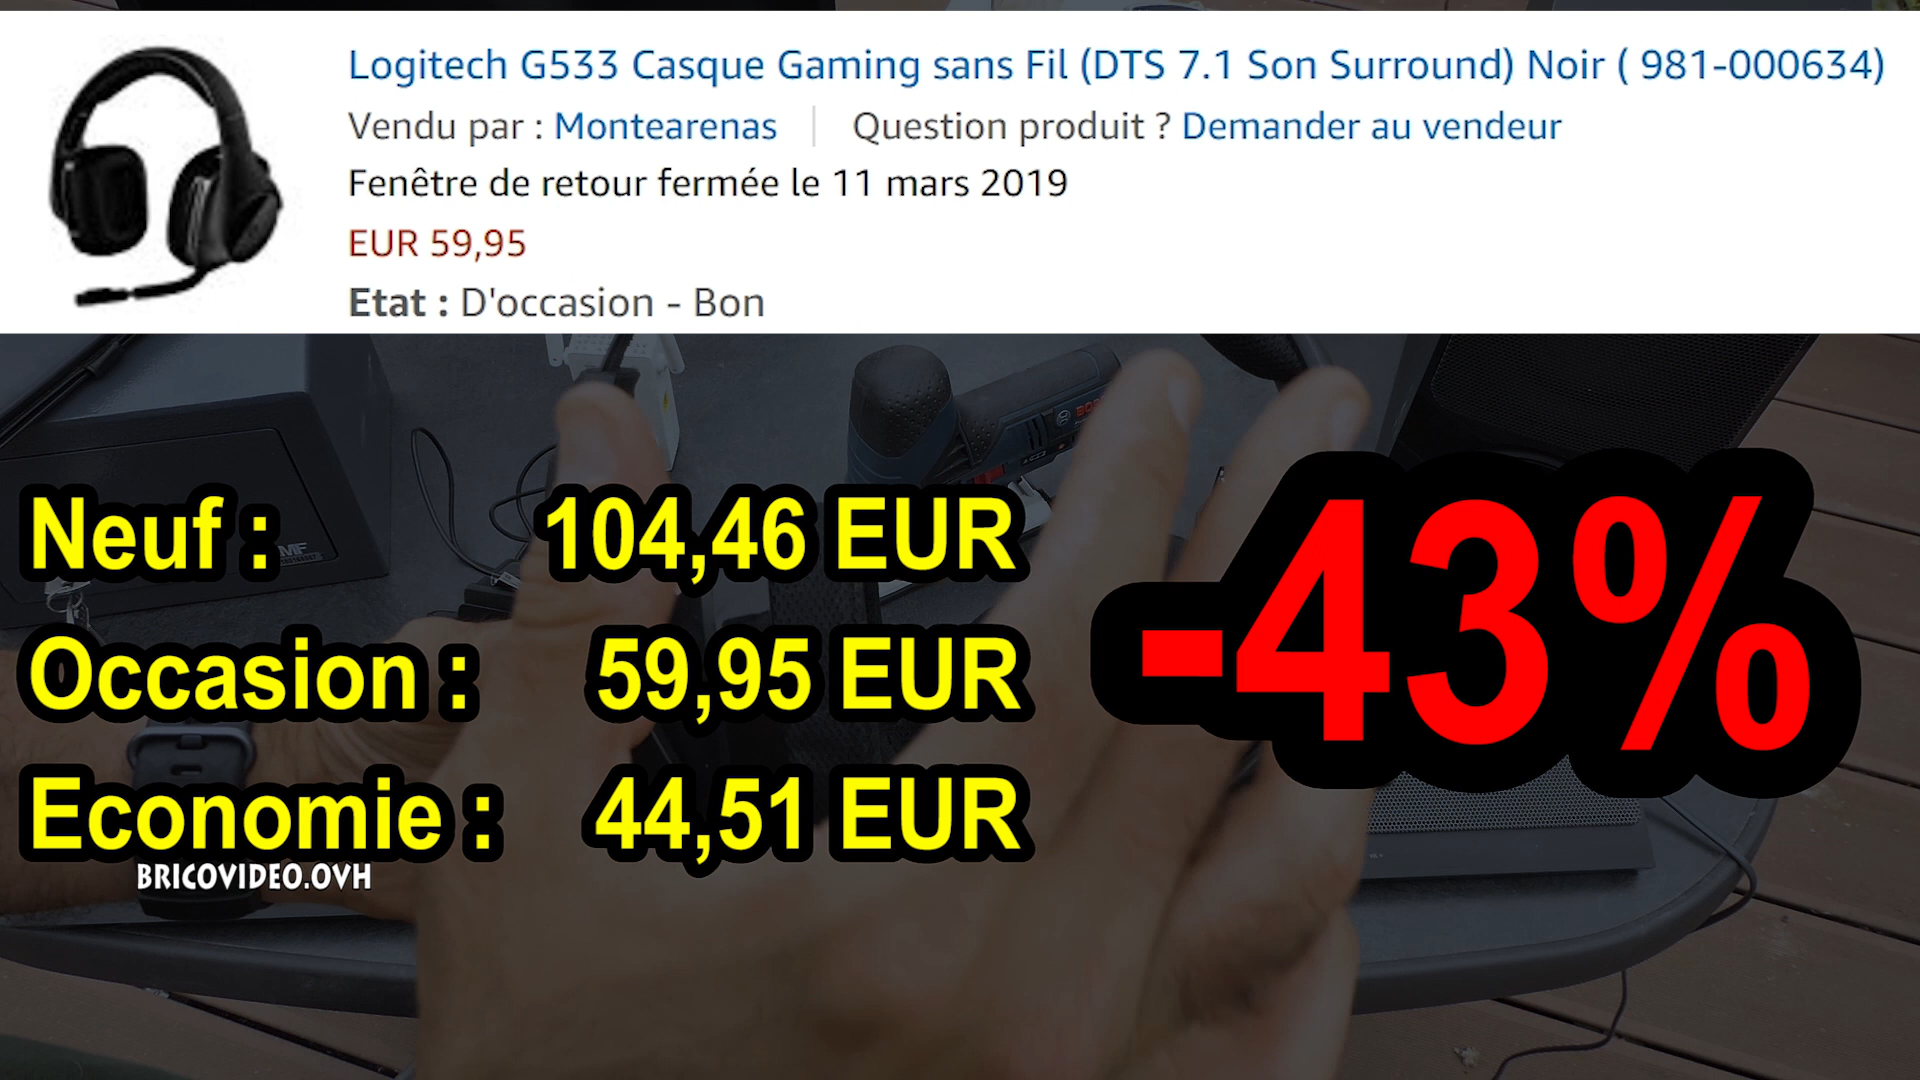 Logitech G533 Casque Gaming sans Fil (DTS 7.1 Son Surround) Noir ( 981-000634)
Vendu par : Montearenas | Question produit ? Demander au vendeur
Fenêtre de retour fermée le 11 mars 2019
EUR 59,95
Etat : D'occasion - Bon
Neuf : 104,46 EUR
-43%
Occasion : 59,95 EUR
Economie : 44,51 EUR
BRICOVIDEO.OVH